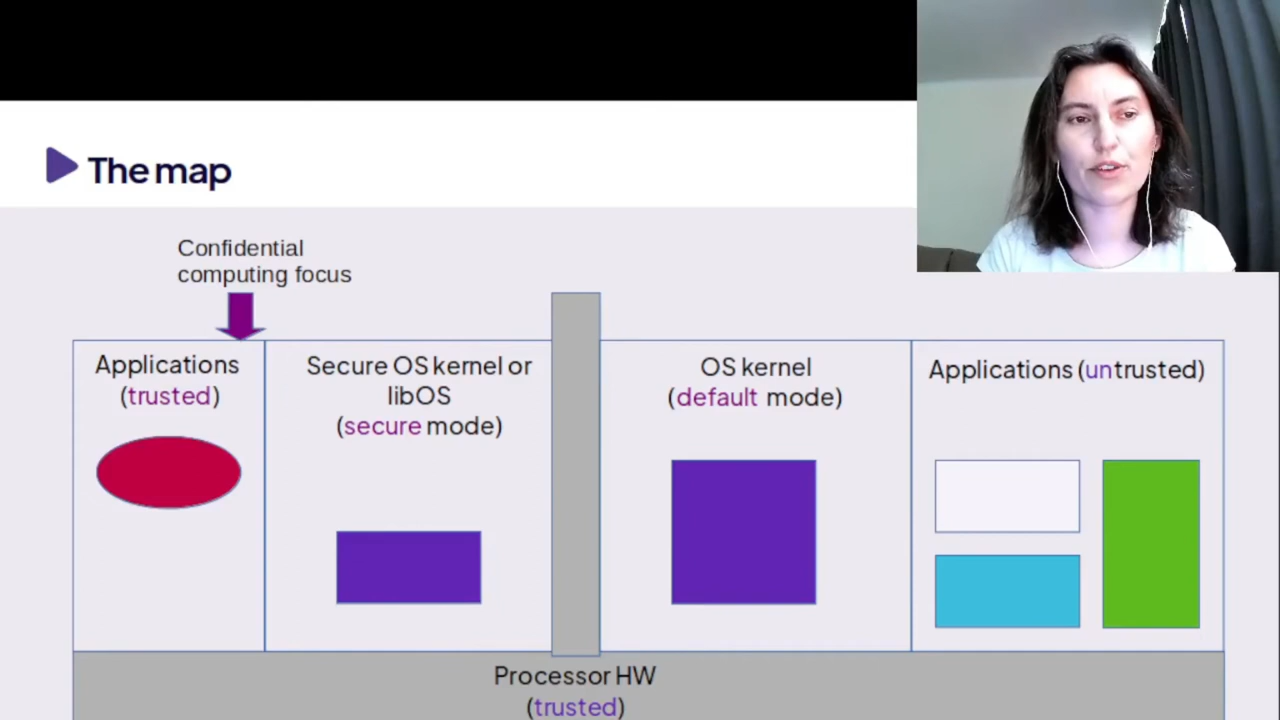 The map
Confidential
computing focus
Applications
(trusted)
Secure OS kernel or
libOS
(secure mode)
OS kernel
(default mode)
Applications (untrusted)
Processor HW
(trusted)